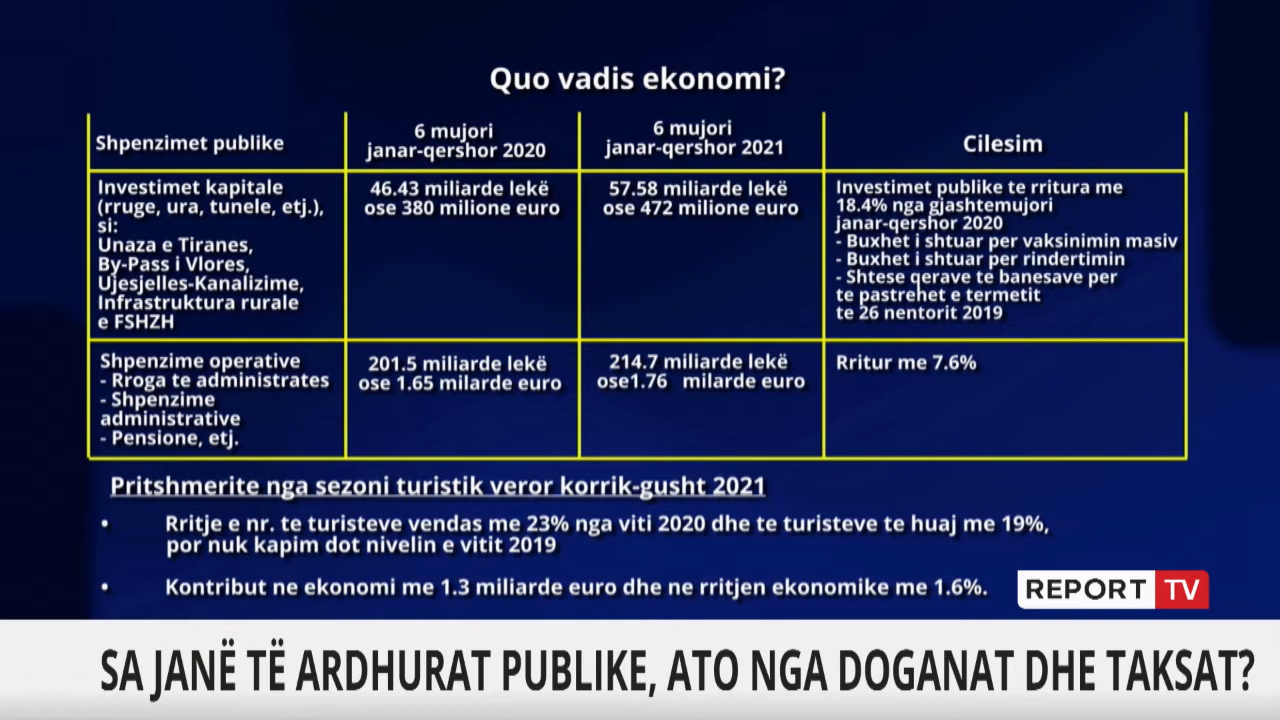 Quo vadis ekonomi?
Shpenzimet publike
6 mujori
janar-qershor 2020
6 mujori
janar-qershor 2021
Cilesim
Investimet kapitale
(rruge, ura, tunele, etj.),
si:
Unaza e Tiranes,
By-Pass i Vlores,
Ujesjelles-Kanalizime,
Infrastruktura rurale
e FSHZH
46.43 miliarde lekë
ose 380 milione euro
57.58 miliarde lekë
ose 472 milione euro
Investimet publike te rritura me
18.4% nga gjashtemujori
janar-qershor 2020
- Buxhet i shtuar per vaksinimin masiv
- Buxhet i shtuar per rindertimin
- Shtese qerave te banesave per
te pastrehet e termetit
te 26 nentorit 2019
Shpenzime operative
- Rroga te administrates
- Shpenzime
administrative
- Pensione, etj.
201.5 miliarde lekë
ose 1.65 milarde euro
214.7 miliarde lekë
ose1.76 milarde euro
Rritur me 7.6%
Pritshmerite nga sezoni turistik veror korrik-gusht 2021
• Rritje e nr. te turisteve vendas me 23% nga viti 2020 dhe te turisteve te huaj me 19%,
por nuk kapim dot nivelin e vitit 2019
• Kontribut ne ekonomi me 1.3 miliarde euro dhe ne rritjen ekonomike me 1.6%.
REPORT TV
SA JANË TË ARDHURAT PUBLIKE, ATO NGA DOGANAT DHE TAKSAT?